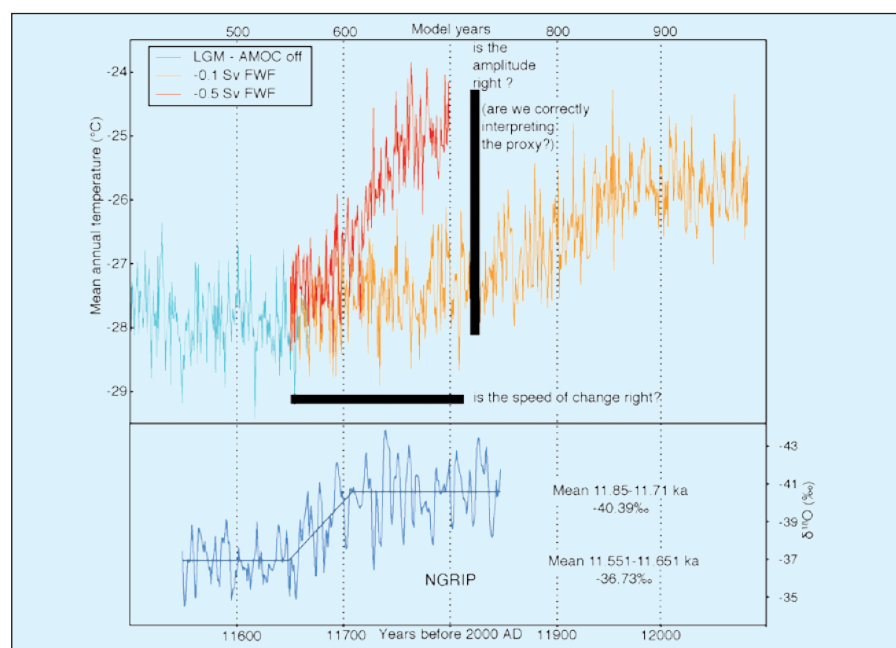 500
600
Model years
800
900
LGM - AMOC off
-0.1 Sv FWF
-0.5 Sv FWF
is the
amplitude
right ?
(are we correctly
interpreting
the proxy?)
-24
-25
-26
-27
-28
-29
Mean annual temperature (°C)
is the speed of change right?
-43
-41
-39
-37
-35
δ¹⁸O (‰)
Mean 11.85-11.71 ka
-40.39‰
Mean 11.551-11.651 ka
-36.73‰
NGRIP
11600
11700
Years before 2000 AD
11900
12000